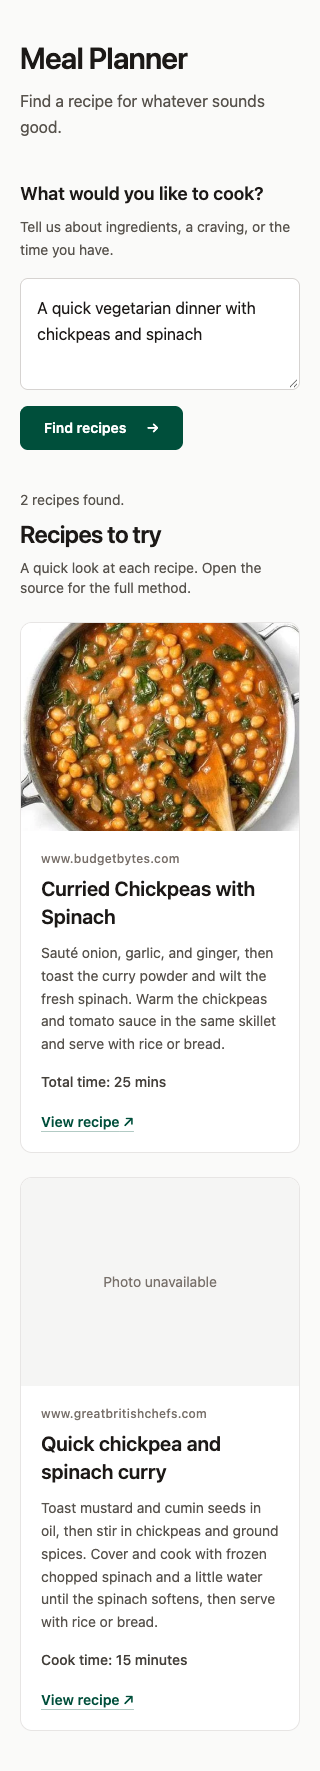 Meal Planner
Find a recipe for whatever sounds
good.
What would you like to cook?
Tell us about ingredients, a craving, or the
time you have.
A quick vegetarian dinner with
chickpeas and spinach
Find recipes →
2 recipes found.
Recipes to try
A quick look at each recipe. Open the
source for the full method.
www.budgetbytes.com
Curried Chickpeas with
Spinach
Sauté onion, garlic, and ginger, then
toast the curry powder and wilt the
fresh spinach. Warm the chickpeas
and tomato sauce in the same skillet
and serve with rice or bread.
Total time: 25 mins
View recipe ↗
Photo unavailable
www.greatbritishchefs.com
Quick chickpea and
spinach curry
Toast mustard and cumin seeds in
oil, then stir in chickpeas and ground
spices. Cover and cook with frozen
chopped spinach and a little water
until the spinach softens, then serve
with rice or bread.
Cook time: 15 minutes
View recipe ↗